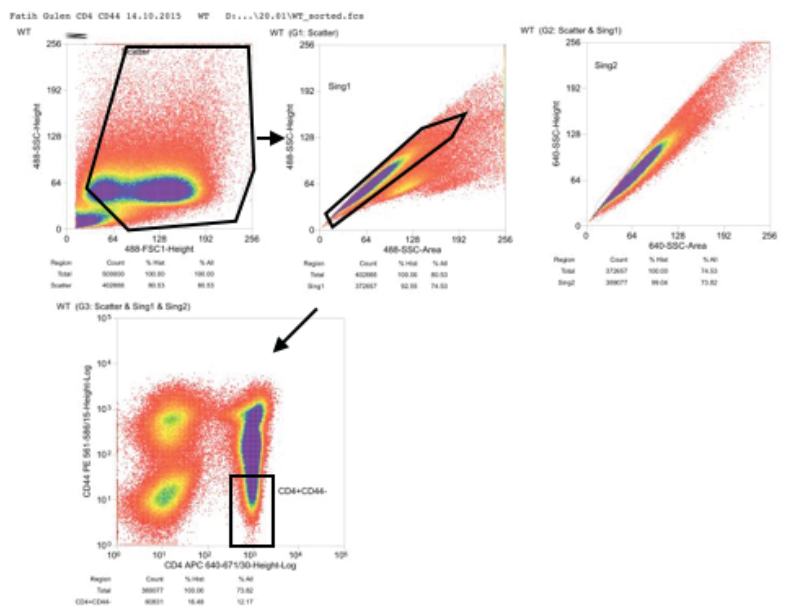 Fatih Gulen CD4 CD44 14.10.2015 WT D:...\20.01\WT_sorted.fcs
WT
WT (G1: Scatter)
WT (G2: Scatter & Sing1)
catter
Sing1
Sing2
256
192
128
64
0
488-SSC-Height
0 64 128 192 256
488-FSC1-Height
256
192
128
64
0
488-SSC-Height
0 64 128 192 256
488-SSC-Area
256
192
128
64
0
640-SSC-Height
0 64 128 192 256
640-SSC-Area
Region Count % Hist % All
Total 100.00 100.00
Scatter 80.53 80.53
Region Count % Hist % All
Total 100.00 80.53
Sing1 372657 92.55 74.53
Region Count % Hist % All
Total 372657 100.00 74.53
Sing2 369077 99.04 73.82
WT (G3: Scatter & Sing1 & Sing2)
10⁵
10⁴
10³
10²
10¹
10⁰
CD44 PE 561-586/15-Height-Log
CD4+CD44-
10⁰ 10¹ 10² 10³ 10⁴ 10⁵
CD4 APC 640-671/30-Height-Log
Region Count % Hist % All
Total 369077 100.00 73.82
CD4+CD44- 16.48 12.17